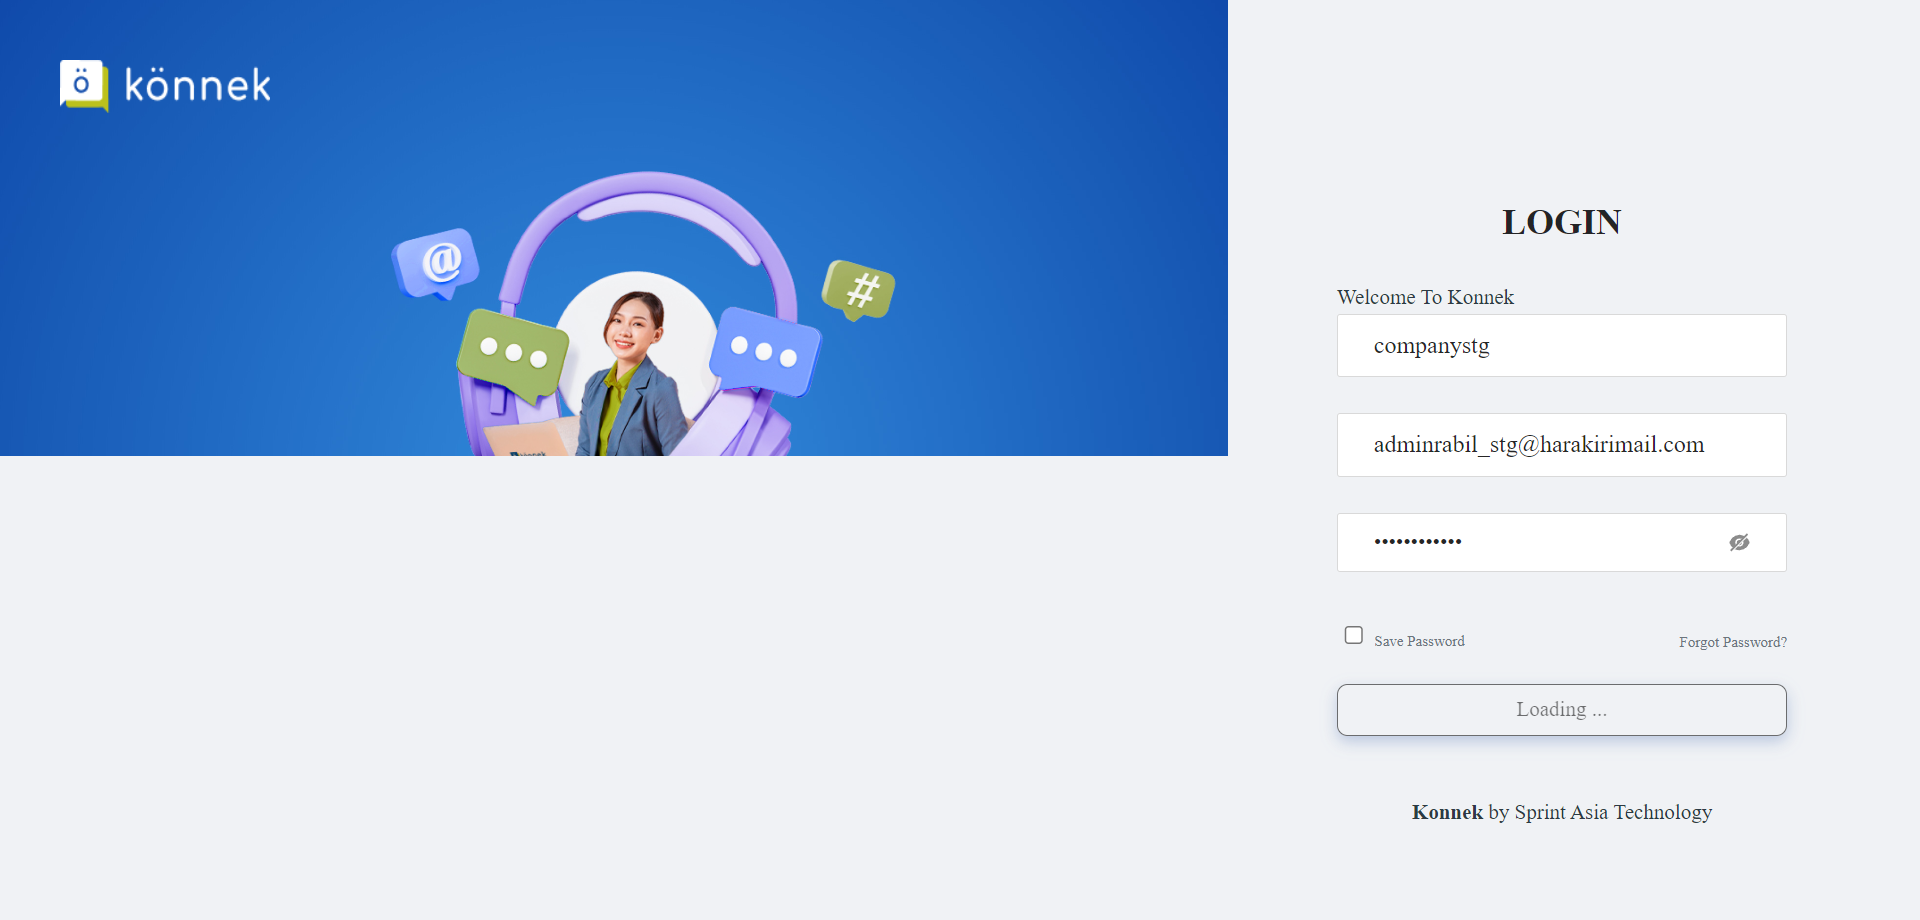 ö könnek
@
#
LOGIN
Welcome To Konnek
companystg
adminrabil_stg@harakirimail.com
••••••••••••
Save Password
Forgot Password?
Loading ...
Konnek by Sprint Asia Technology